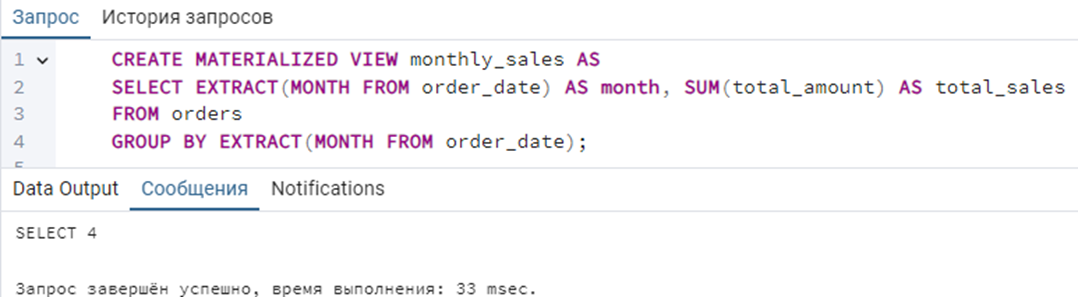 Запрос История запросов
1 CREATE MATERIALIZED VIEW monthly_sales AS
2 SELECT EXTRACT(MONTH FROM order_date) AS month, SUM(total_amount) AS total_sales
3 FROM orders
4 GROUP BY EXTRACT(MONTH FROM order_date);
5
Data Output Сообщения Notifications
SELECT 4
Запрос завершён успешно, время выполнения: 33 msec.